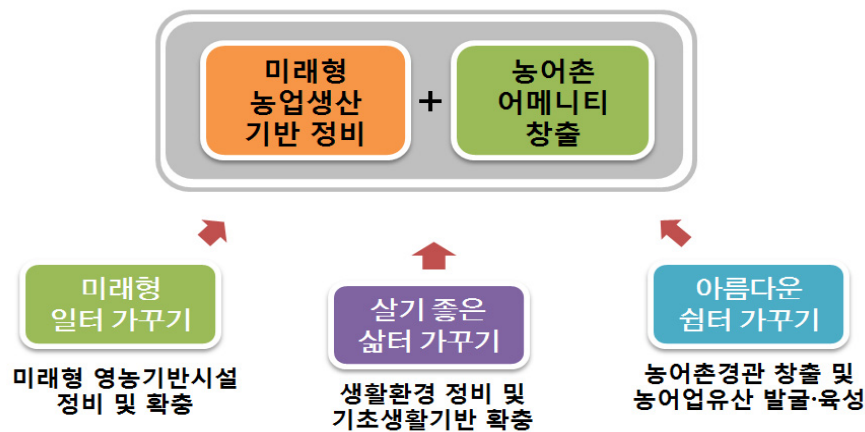 미래형
농업생산
기반 정비
+
농어촌
어메니티
창출
미래형
일터 가꾸기
미래형 영농기반시설
정비 및 확충
살기 좋은
삶터 가꾸기
생활환경 정비 및
기초생활기반 확충
아름다운
쉼터 가꾸기
농어촌경관 창출 및
농어업유산 발굴·육성